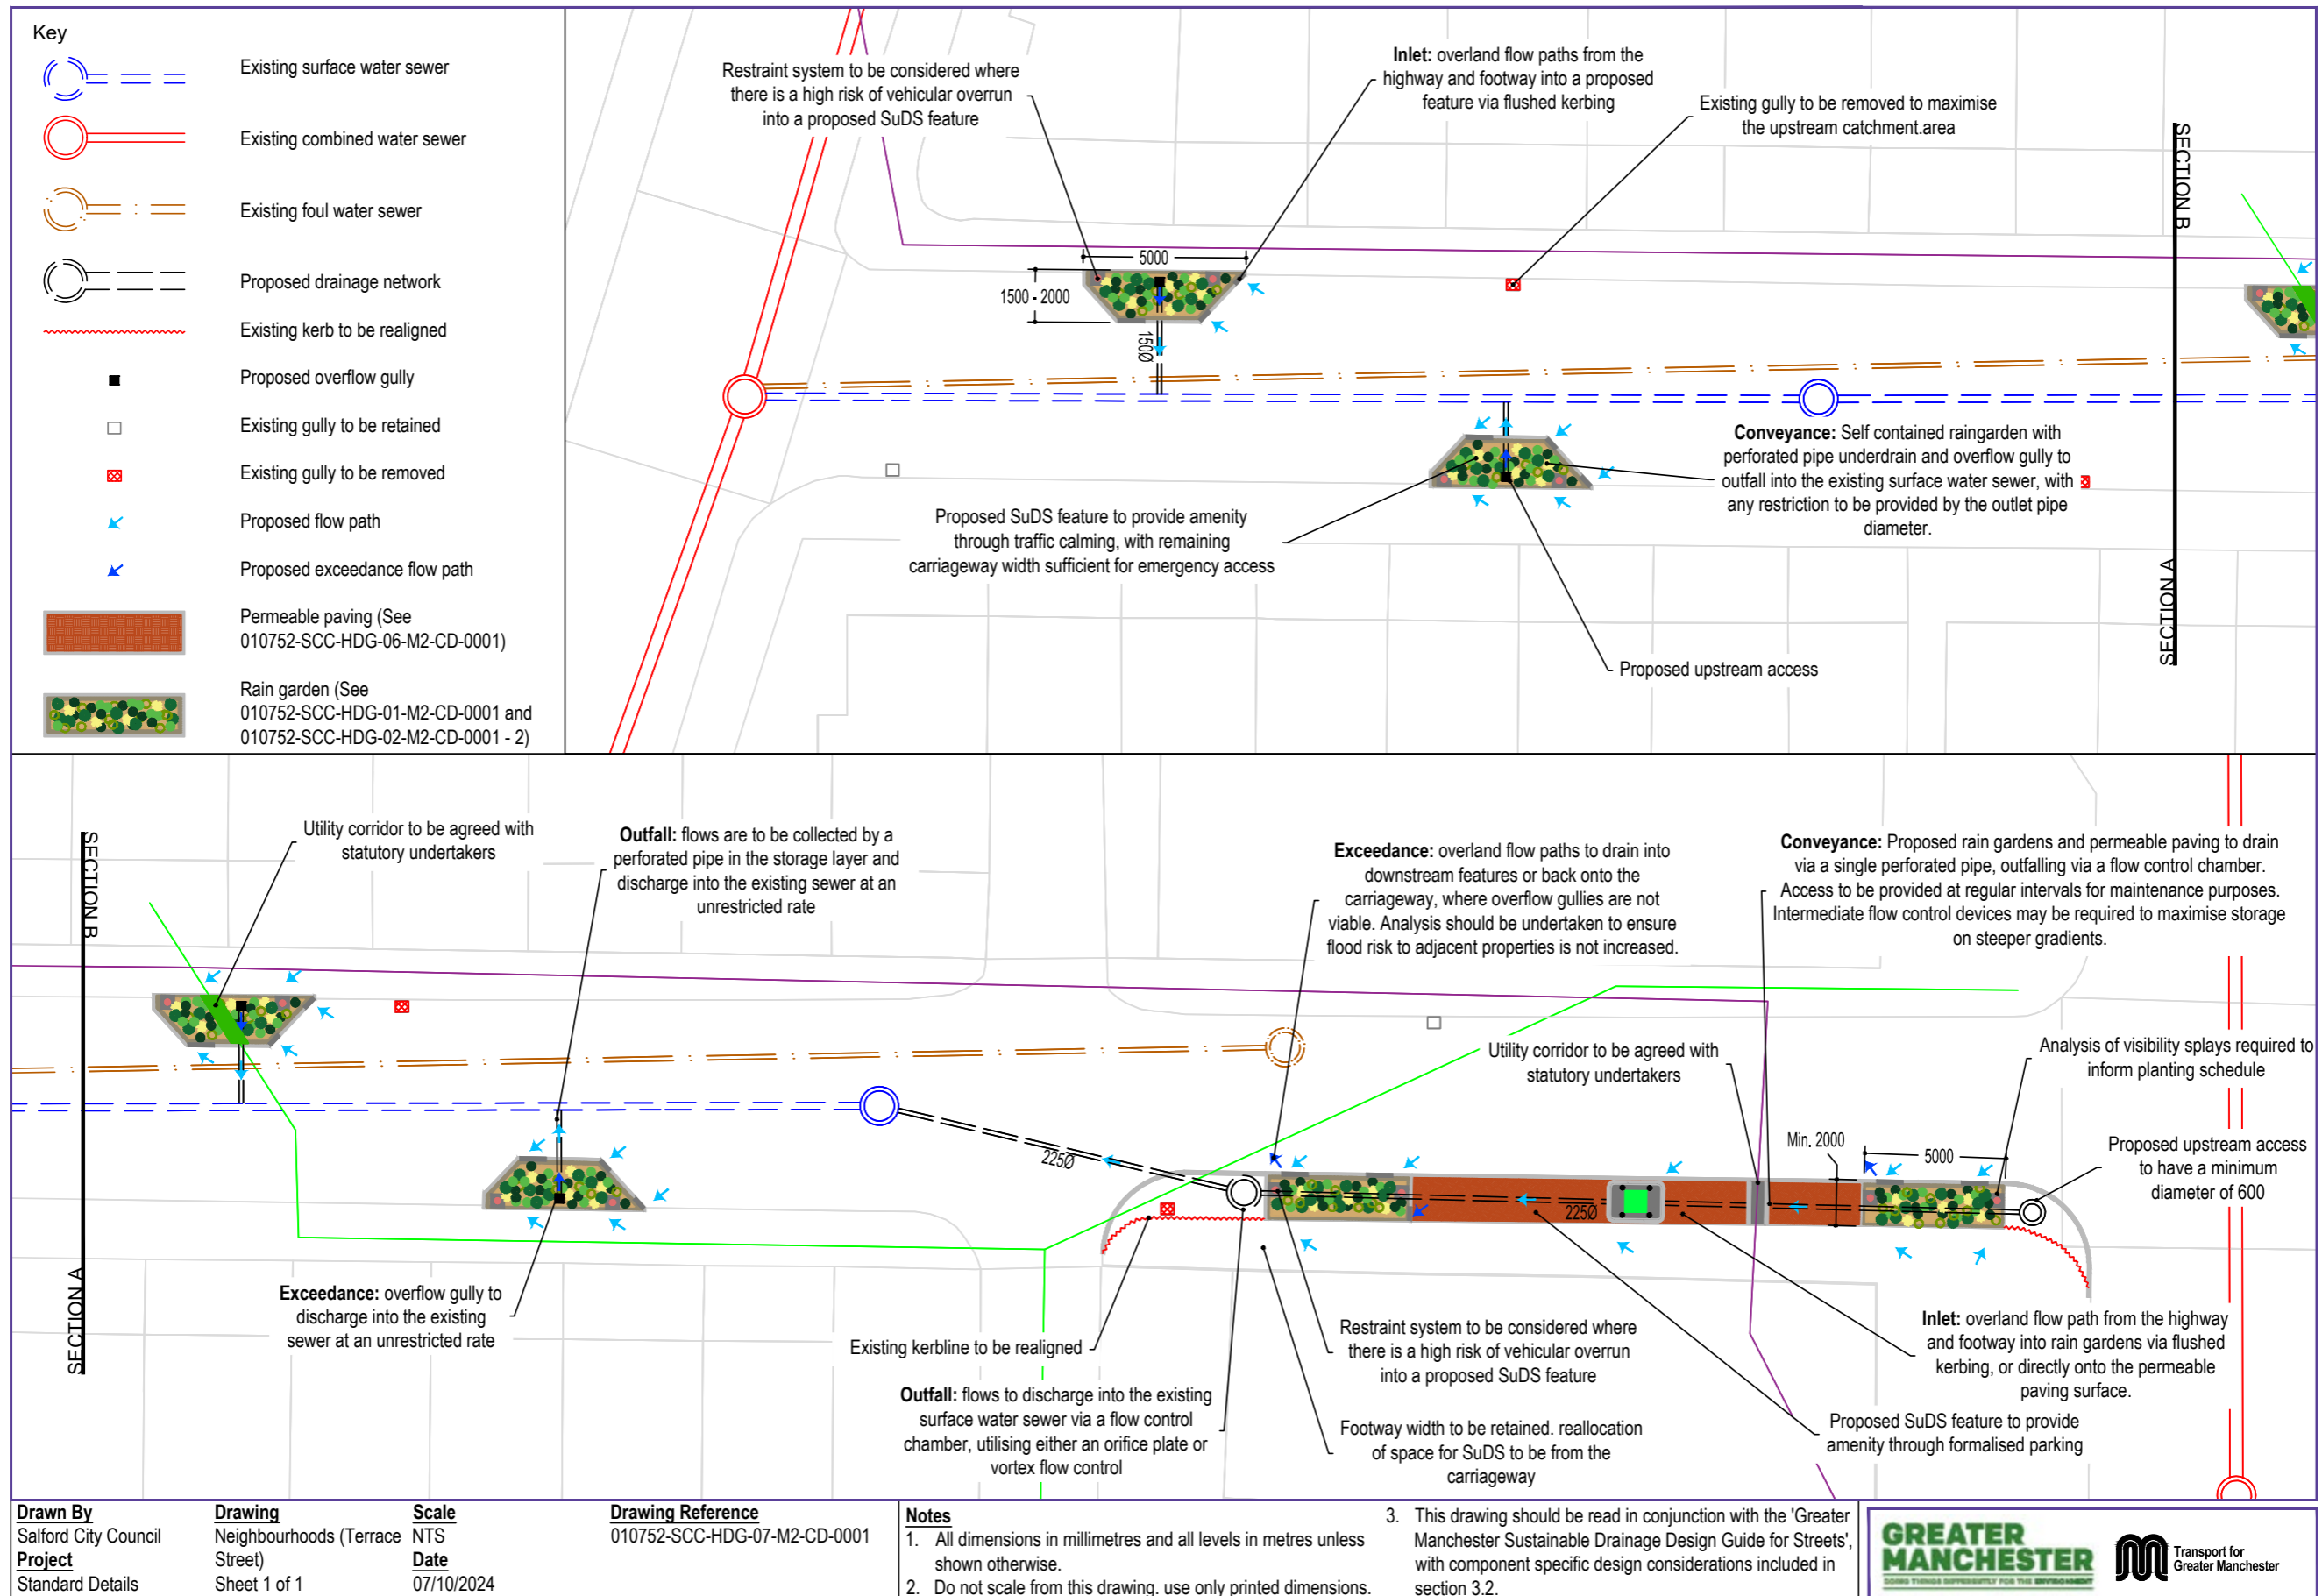 Key
Existing surface water sewer
Existing combined water sewer
Existing foul water sewer
Proposed drainage network
Existing kerb to be realigned
Proposed overflow gully
Existing gully to be retained
Existing gully to be removed
Proposed flow path
Proposed exceedance flow path
Permeable paving (See
010752-SCC-HDG-06-M2-CD-0001)
Rain garden (See
010752-SCC-HDG-01-M2-CD-0001 and
010752-SCC-HDG-02-M2-CD-0001 - 2)
Restraint system to be considered where
there is a high risk of vehicular overrun
into a proposed SuDS feature
Inlet: overland flow paths from the
highway and footway into a proposed
feature via flushed kerbing
Existing gully to be removed to maximise
the upstream catchment.area
SECTION B
5000
1500 - 2000
150Ø
Conveyance: Self contained raingarden with
perforated pipe underdrain and overflow gully to
outfall into the existing surface water sewer, with
any restriction to be provided by the outlet pipe
diameter.
Proposed SuDS feature to provide amenity
through traffic calming, with remaining
carriageway width sufficient for emergency access
Proposed upstream access
SECTION A
SECTION B
Utility corridor to be agreed with
statutory undertakers
Outfall: flows are to be collected by a
perforated pipe in the storage layer and
discharge into the existing sewer at an
unrestricted rate
Exceedance: overland flow paths to drain into
downstream features or back onto the
carriageway, where overflow gullies are not
viable. Analysis should be undertaken to ensure
flood risk to adjacent properties is not increased.
Conveyance: Proposed rain gardens and permeable paving to drain
via a single perforated pipe, outfalling via a flow control chamber.
Access to be provided at regular intervals for maintenance purposes.
Intermediate flow control devices may be required to maximise storage
on steeper gradients.
Utility corridor to be agreed with
statutory undertakers
Analysis of visibility splays required to
inform planting schedule
Min. 2000
5000
Proposed upstream access
to have a minimum
diameter of 600
225Ø
225Ø
SECTION A
Exceedance: overflow gully to
discharge into the existing
sewer at an unrestricted rate
Existing kerbline to be realigned
Outfall: flows to discharge into the existing
surface water sewer via a flow control
chamber, utilising either an orifice plate or
vortex flow control
Restraint system to be considered where
there is a high risk of vehicular overrun
into a proposed SuDS feature
Footway width to be retained. reallocation
of space for SuDS to be from the
carriageway
Inlet: overland flow path from the highway
and footway into rain gardens via flushed
kerbing, or directly onto the permeable
paving surface.
Proposed SuDS feature to provide
amenity through formalised parking
Drawn By
Salford City Council
Project
Standard Details
Drawing
Neighbourhoods (Terrace
Street)
Sheet 1 of 1
Scale
NTS
Date
07/10/2024
Drawing Reference
010752-SCC-HDG-07-M2-CD-0001
Notes
1. All dimensions in millimetres and all levels in metres unless
shown otherwise.
2. Do not scale from this drawing. use only printed dimensions.
3. This drawing should be read in conjunction with the 'Greater
Manchester Sustainable Drainage Design Guide for Streets',
with component specific design considerations included in
section 3.2.
GREATER
MANCHESTER
DOING THINGS DIFFERENTLY FOR THE ENVIRONMENT
Transport for
Greater Manchester